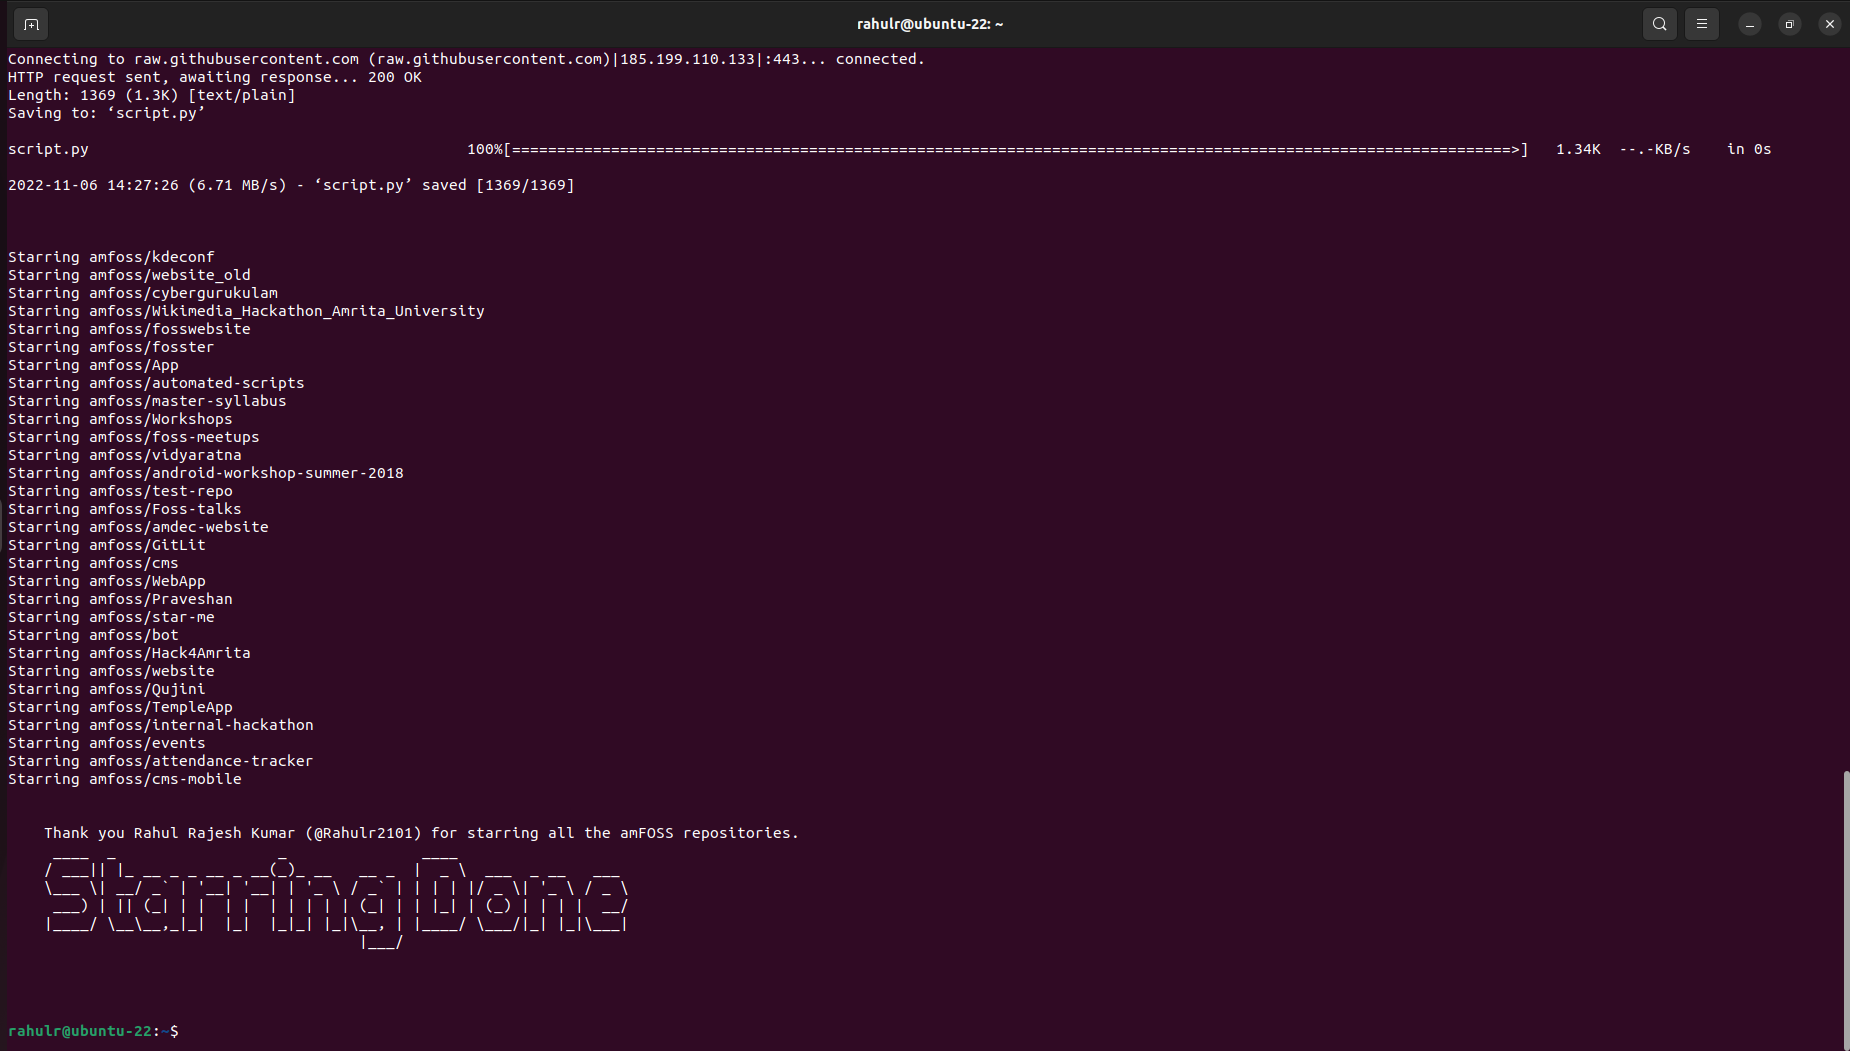 rahulr@ubuntu-22: ~
Connecting to raw.githubusercontent.com (raw.githubusercontent.com)|185.199.110.133|:443... connected.
HTTP request sent, awaiting response... 200 OK
Length: 1369 (1.3K) [text/plain]
Saving to: ‘script.py’
script.py 100%[===============================================================================================================>] 1.34K --.-KB/s in 0s
2022-11-06 14:27:26 (6.71 MB/s) - ‘script.py’ saved [1369/1369]
Starring amfoss/kdeconf
Starring amfoss/website_old
Starring amfoss/cybergurukulam
Starring amfoss/Wikimedia_Hackathon_Amrita_University
Starring amfoss/fosswebsite
Starring amfoss/fosster
Starring amfoss/App
Starring amfoss/automated-scripts
Starring amfoss/master-syllabus
Starring amfoss/Workshops
Starring amfoss/foss-meetups
Starring amfoss/vidyaratna
Starring amfoss/android-workshop-summer-2018
Starring amfoss/test-repo
Starring amfoss/Foss-talks
Starring amfoss/amdec-website
Starring amfoss/GitLit
Starring amfoss/cms
Starring amfoss/WebApp
Starring amfoss/Praveshan
Starring amfoss/star-me
Starring amfoss/bot
Starring amfoss/Hack4Amrita
Starring amfoss/website
Starring amfoss/Qujini
Starring amfoss/TempleApp
Starring amfoss/internal-hackathon
Starring amfoss/events
Starring amfoss/attendance-tracker
Starring amfoss/cms-mobile
Thank you Rahul Rajesh Kumar (@Rahulr2101) for starring all the amFOSS repositories.
Starring Done
rahulr@ubuntu-22:~$